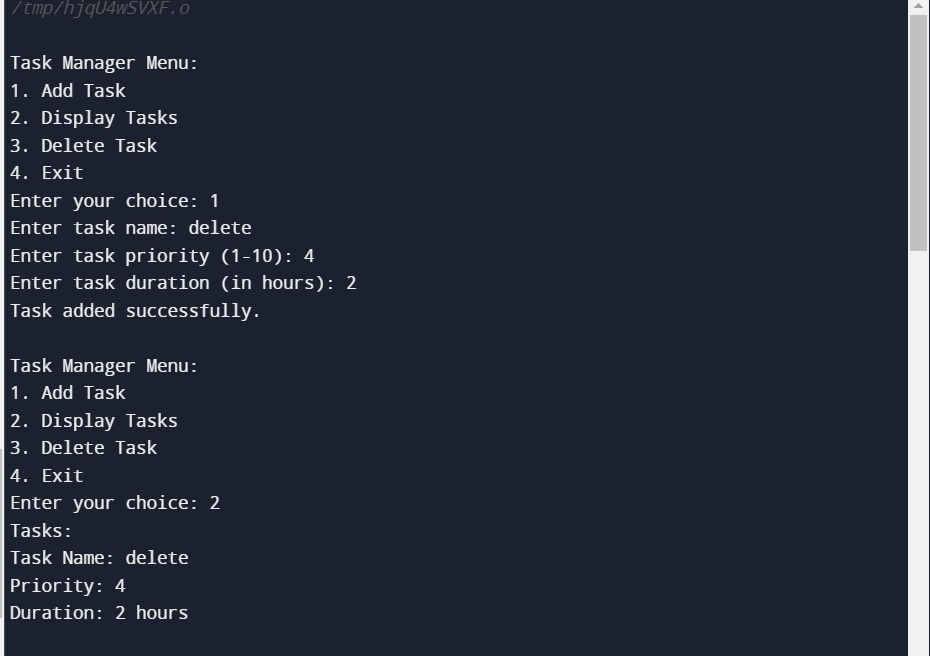 /tmp/hjqU4wSVXF.o
Task Manager Menu:
1. Add Task
2. Display Tasks
3. Delete Task
4. Exit
Enter your choice: 1
Enter task name: delete
Enter task priority (1-10): 4
Enter task duration (in hours): 2
Task added successfully.
Task Manager Menu:
1. Add Task
2. Display Tasks
3. Delete Task
4. Exit
Enter your choice: 2
Tasks:
Task Name: delete
Priority: 4
Duration: 2 hours